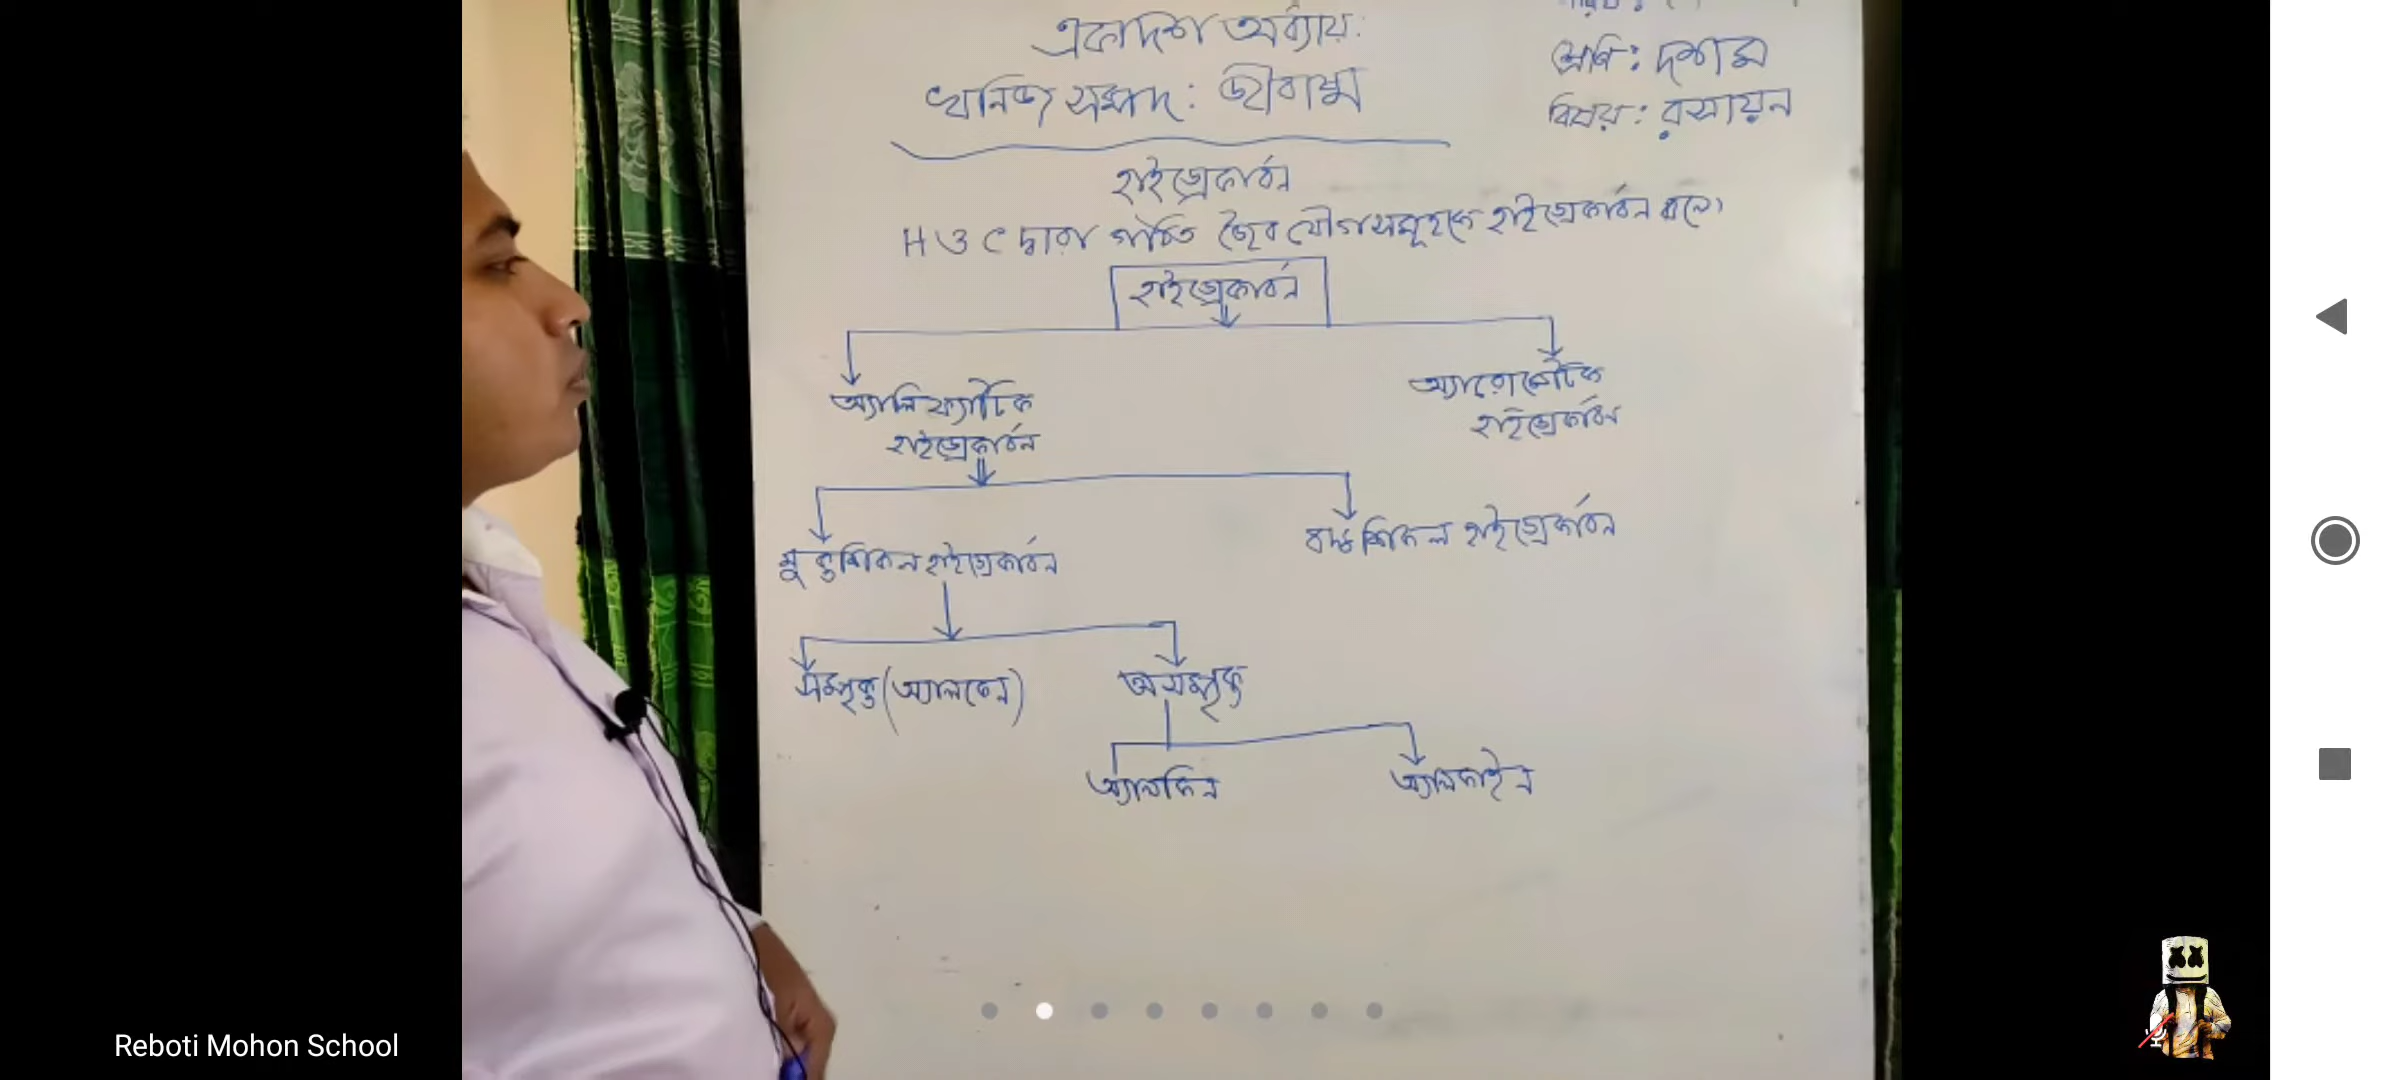 একাদশ অধ্যায়:
খনিজ সম্পদ: জীবাশ্ম
শ্রেণি: দশম
বিষয়: রসায়ন
হাইড্রোকার্বন
H ও C দ্বারা গঠিত জৈব যৌগসমূহকে হাইড্রোকার্বন বলে।
হাইড্রোকার্বন
অ্যালিফ্যাটিক
হাইড্রোকার্বন
অ্যারোমেটিক
হাইড্রোকার্বন
মুক্তশিকল হাইড্রোকার্বন
বদ্ধশিকল হাইড্রোকার্বন
সম্পৃক্ত (অ্যালকেন)
অসম্পৃক্ত
অ্যালকিন
অ্যালকাইন
Reboti Mohon School